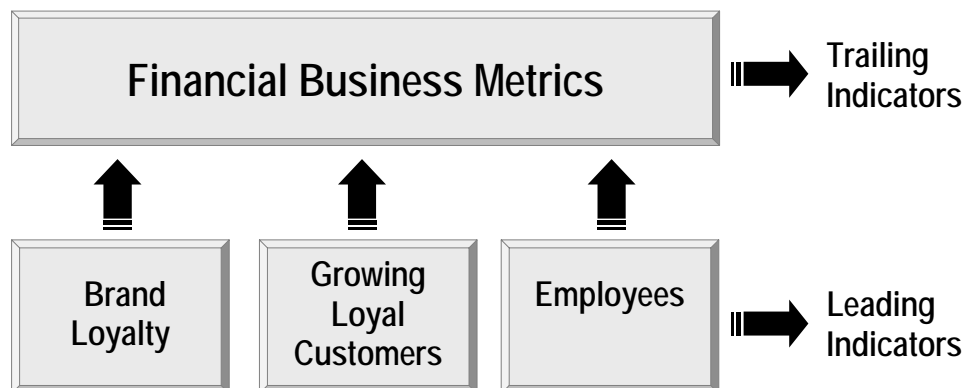 Financial Business Metrics
Trailing
Indicators
Brand
Loyalty
Growing
Loyal
Customers
Employees
Leading
Indicators